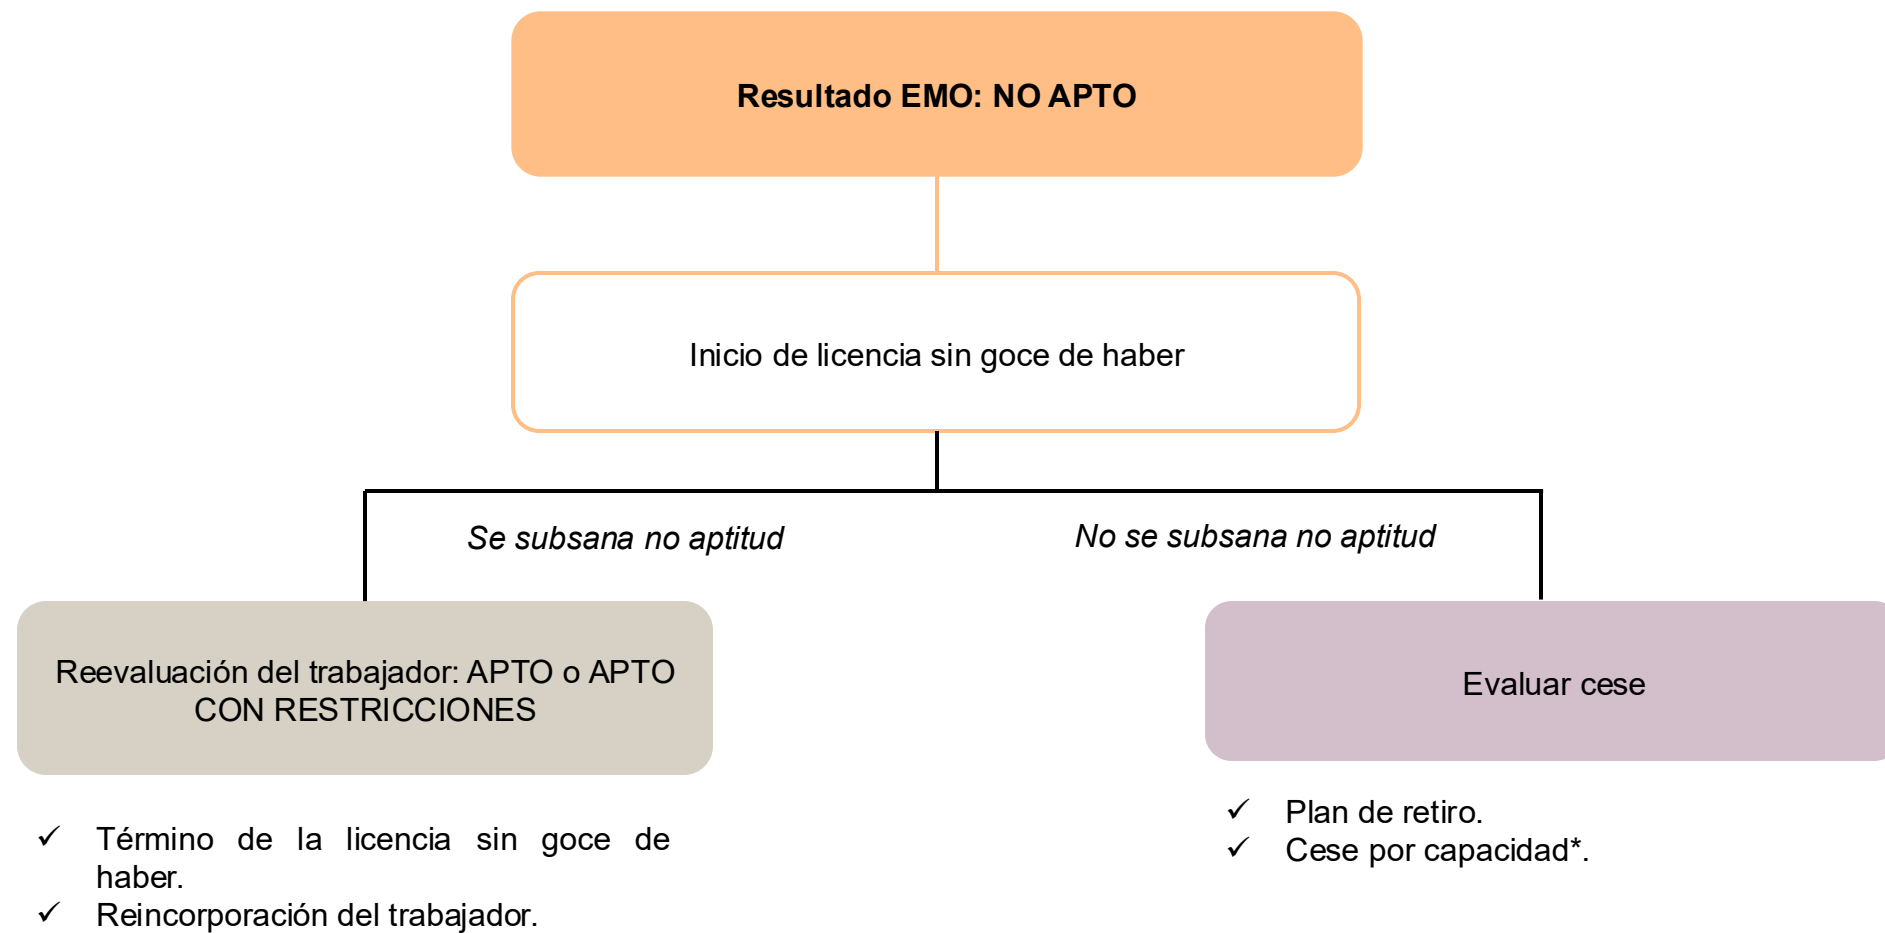 Resultado EMO: NO APTO
Inicio de licencia sin goce de haber
Se subsana no aptitud
No se subsana no aptitud
Reevaluación del trabajador: APTO o APTO
CON RESTRICCIONES
Evaluar cese
✓ Término de la licencia sin goce de
haber.
✓ Reincorporación del trabajador.
✓ Plan de retiro.
✓ Cese por capacidad*.